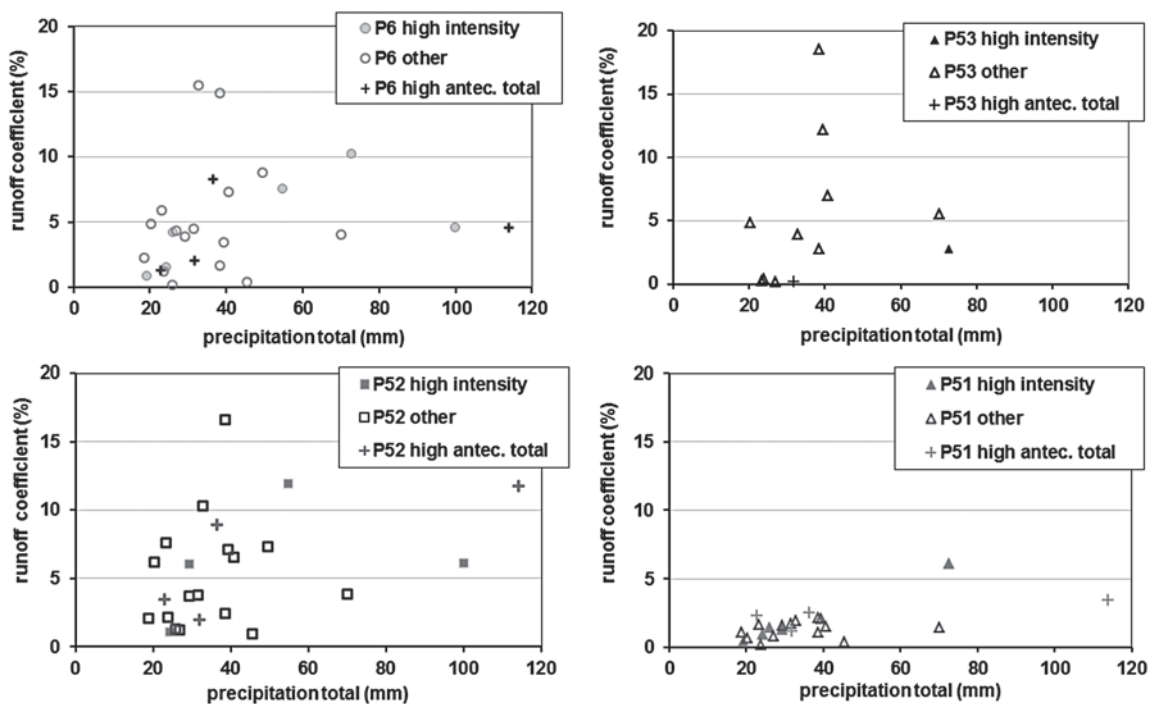 20
15
10
5
0
runoff coefficient (%)
0 20 40 60 80 100 120
precipitation total (mm)
P6 high intensity
P6 other
P6 high antec. total
20
15
10
5
0
runoff coefficient (%)
0 20 40 60 80 100 120
precipitation total (mm)
P53 high intensity
P53 other
P53 high antec. total
20
15
10
5
0
runoff coefficient (%)
0 20 40 60 80 100 120
precipitation total (mm)
P52 high intensity
P52 other
P52 high antec. total
20
15
10
5
0
runoff coefficient (%)
0 20 40 60 80 100 120
precipitation total (mm)
P51 high intensity
P51 other
P51 high antec. total